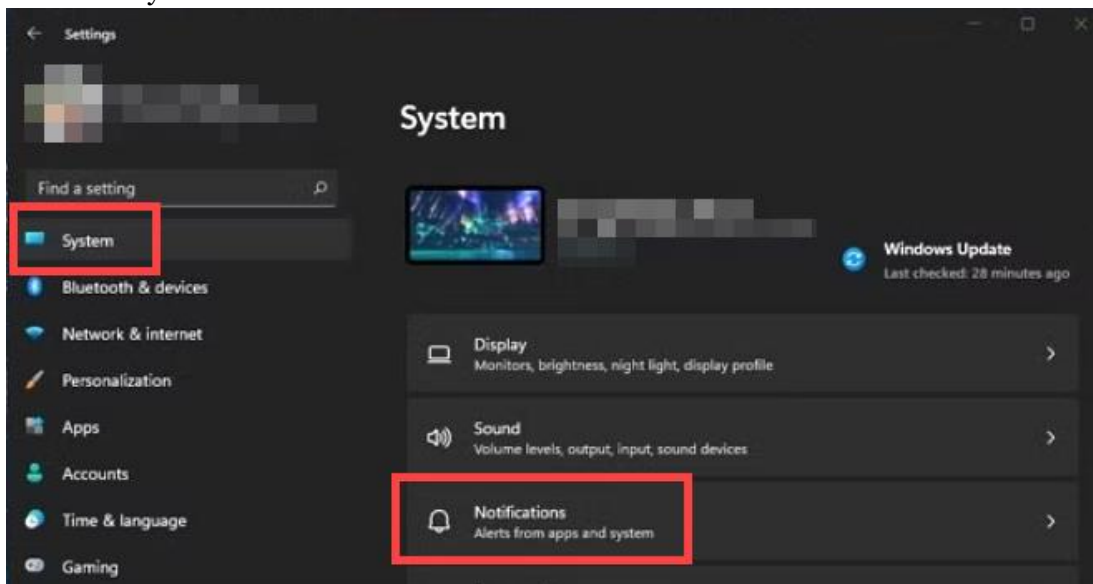 Settings
Find a setting
System
Bluetooth & devices
Network & internet
Personalization
Apps
Accounts
Time & language
Gaming
System
Windows Update
Last checked: 28 minutes ago
Display
Monitors, brightness, night light, display profile
Sound
Volume levels, output, input, sound devices
Notifications
Alerts from apps and system